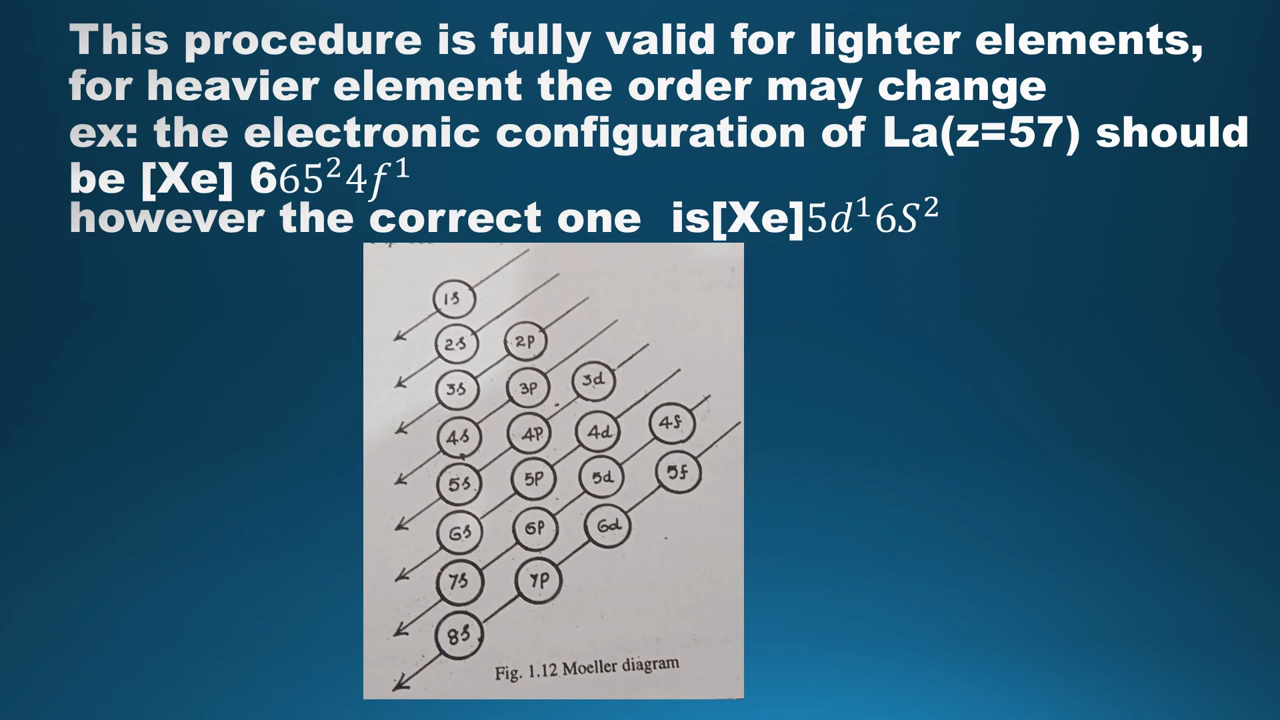 This procedure is fully valid for lighter elements,
for heavier element the order may change
ex: the electronic configuration of La(z=57) should
be [Xe] 665²4f¹
however the correct one is[Xe]5d¹6S²
1s
2s 2p
3s 3p 3d
4s 4p 4d 4f
5s 5p 5d 5f
6s 6p 6d
7s 7p
8s
Fig. 1.12 Moeller diagram